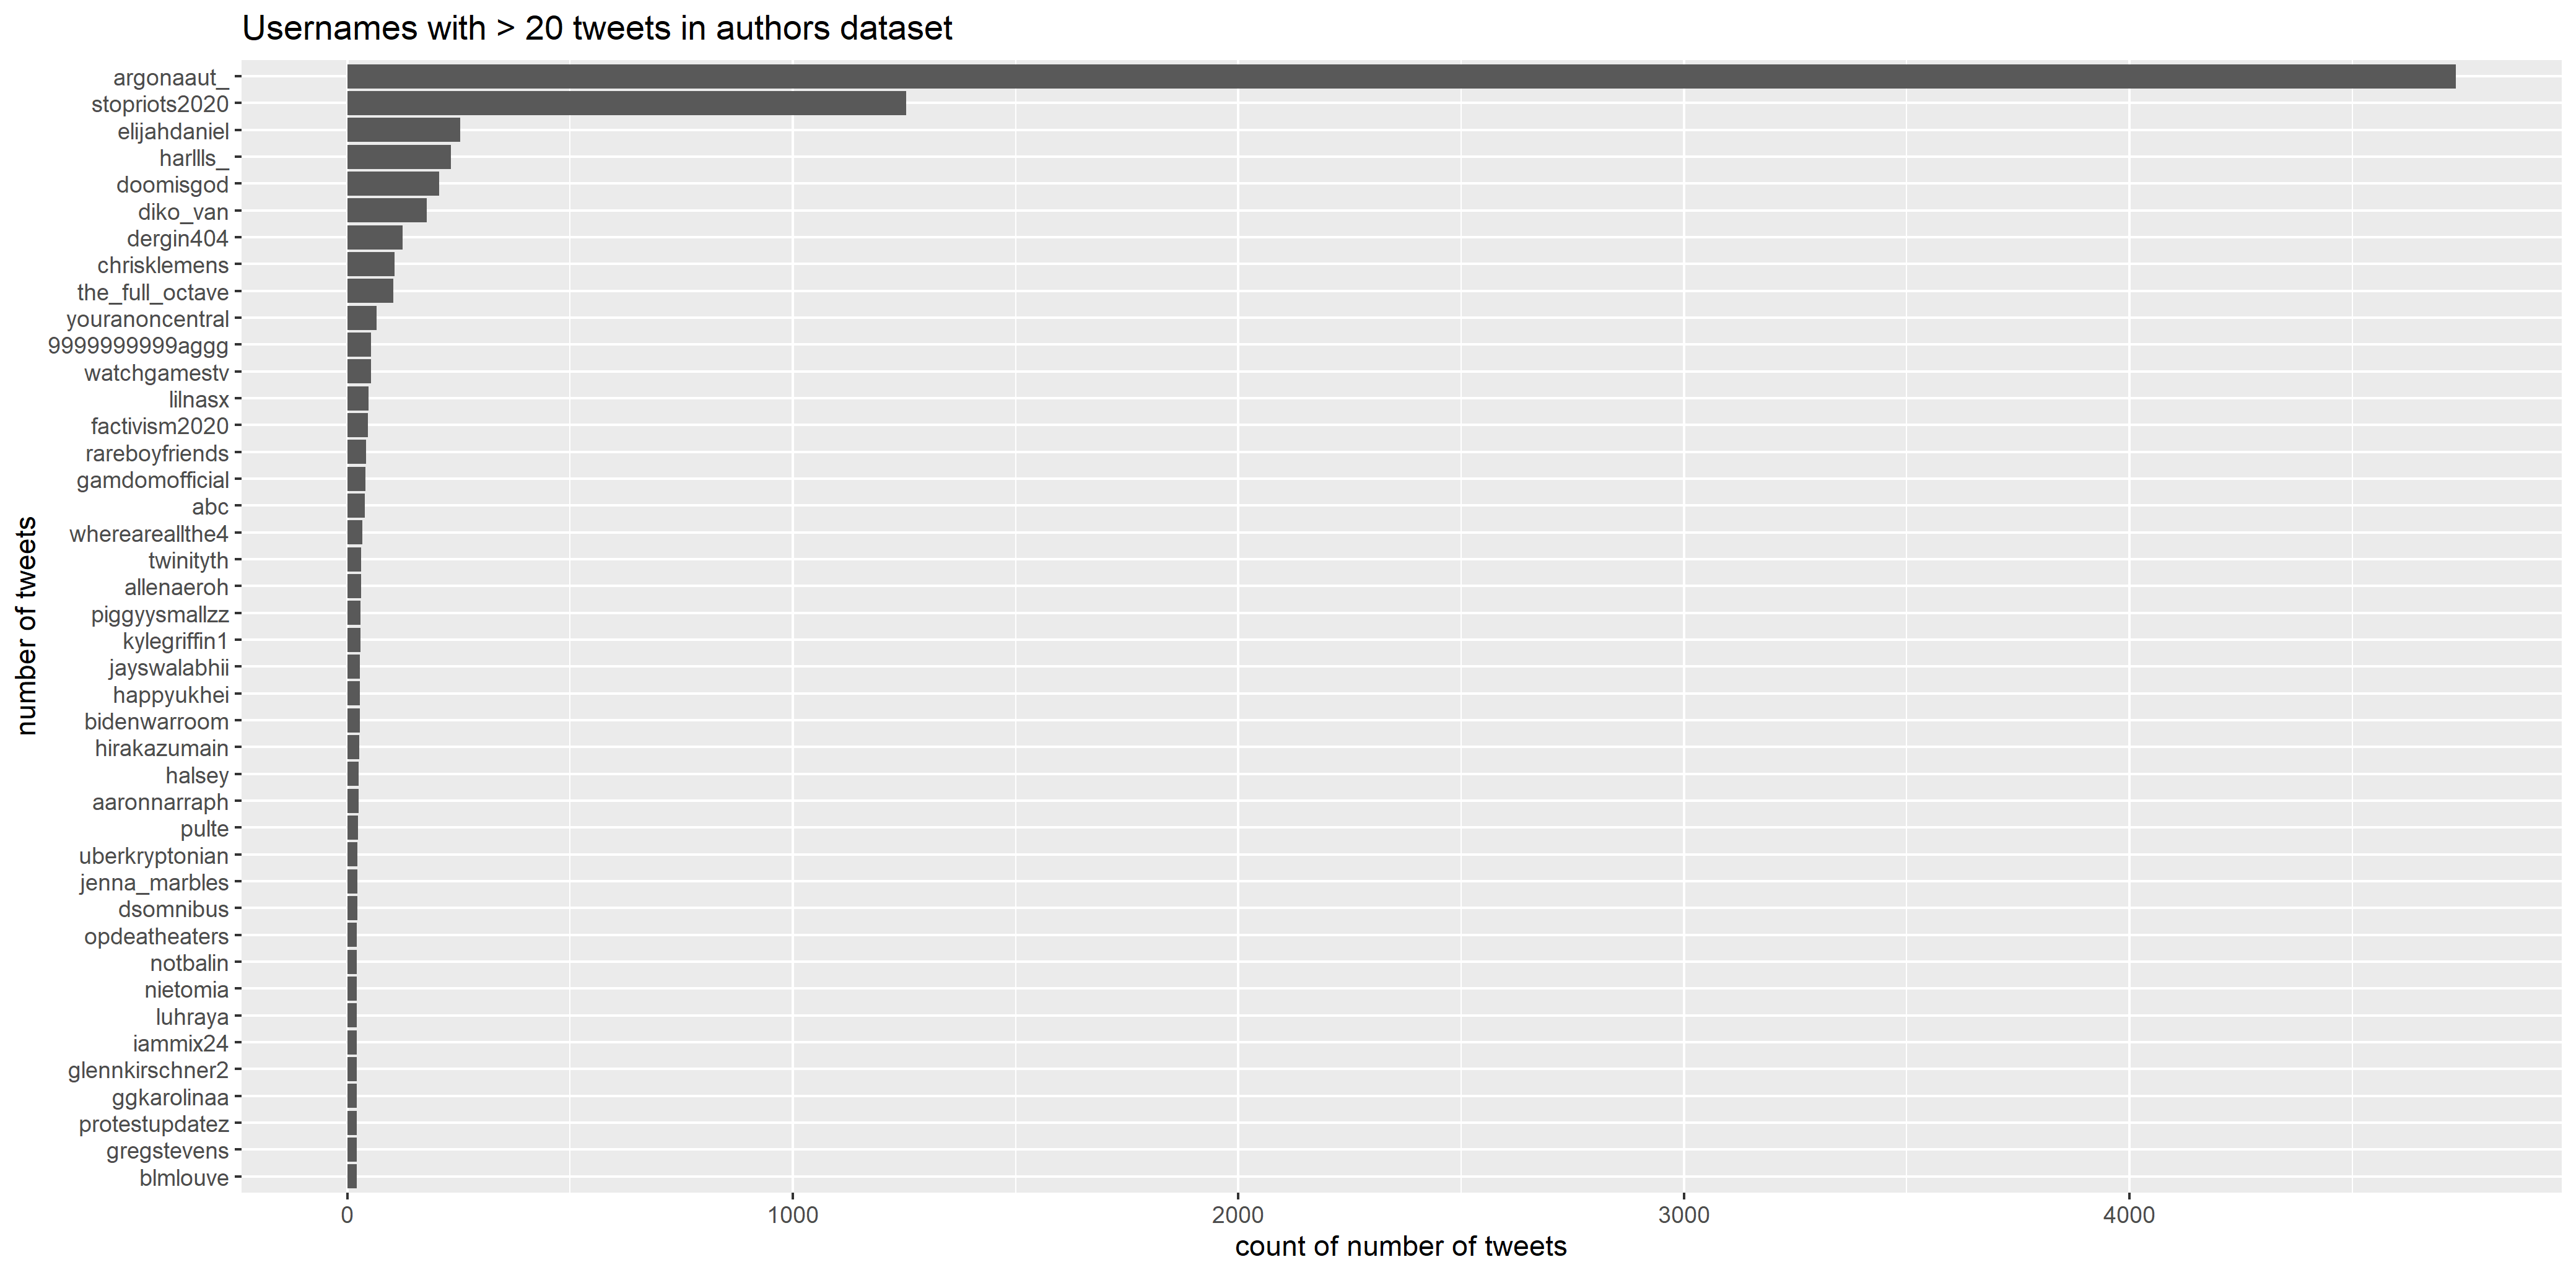 Usernames with > 20 tweets in authors dataset
argonaaut_
stopriots2020
elijahdaniel
harllls_
doomisgod
diko_van
dergin404
chrisklemens
the_full_octave
youranoncentral
9999999999aggg
watchgamestv
lilnasx
factivism2020
rareboyfriends
gamdomofficial
abc
whereareallthe4
twinityth
allenaeroh
piggyysmallzz
kylegriffin1
jayswalabhii
happyukhei
bidenwarroom
hirakazumain
halsey
aaronnarraph
pulte
uberkryptonian
jenna_marbles
dsomnibus
opdeatheaters
notbalin
nietomia
luhraya
iammix24
glennkirschner2
ggkarolinaa
protestupdatez
gregstevens
blmlouve
number of tweets
0 1000 2000 3000 4000
count of number of tweets